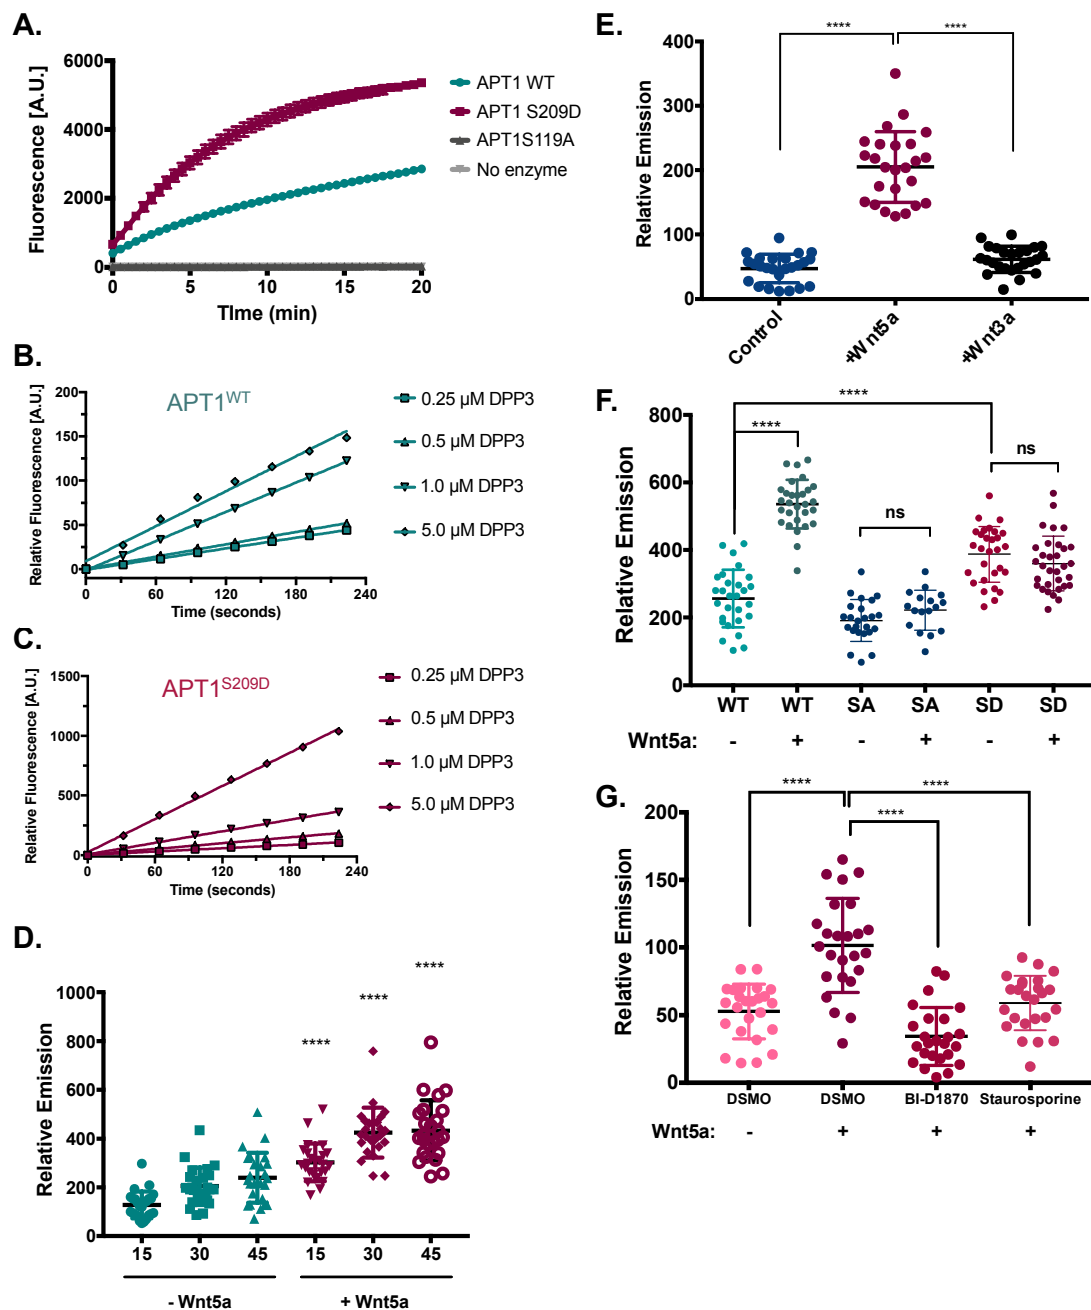 A.
6000
4000
2000
0
Fluorescence [A.U.]
0 5 10 15 20
TIme (min)
APT1 WT
APT1 S209D
APT1S119A
No enzyme
B.
APT1WT
200
150
100
50
0
Relative Fluorescence [A.U.]
0 60 120 180 240
Time (seconds)
0.25 µM DPP3
0.5 µM DPP3
1.0 µM DPP3
5.0 µM DPP3
C.
APT1S209D
1500
1000
500
0
Relative Fluorescence [A.U.]
0 60 120 180 240
Time (seconds)
0.25 µM DPP3
0.5 µM DPP3
1.0 µM DPP3
5.0 µM DPP3
D.
1000
800
600
400
200
0
Relative Emission
**** **** ****
15 30 45 15 30 45
- Wnt5a + Wnt5a
E.
**** ****
400
300
200
100
0
Relative Emission
Control +Wnt5a +Wnt3a
F.
****
****
ns
ns
800
600
400
200
0
Relative Emission
WT WT SA SA SD SD
Wnt5a: - + - + - +
G.
**** ****
****
200
150
100
50
0
Relative Emission
DSMO DSMO BI-D1870 Staurosporine
Wnt5a: - + + +